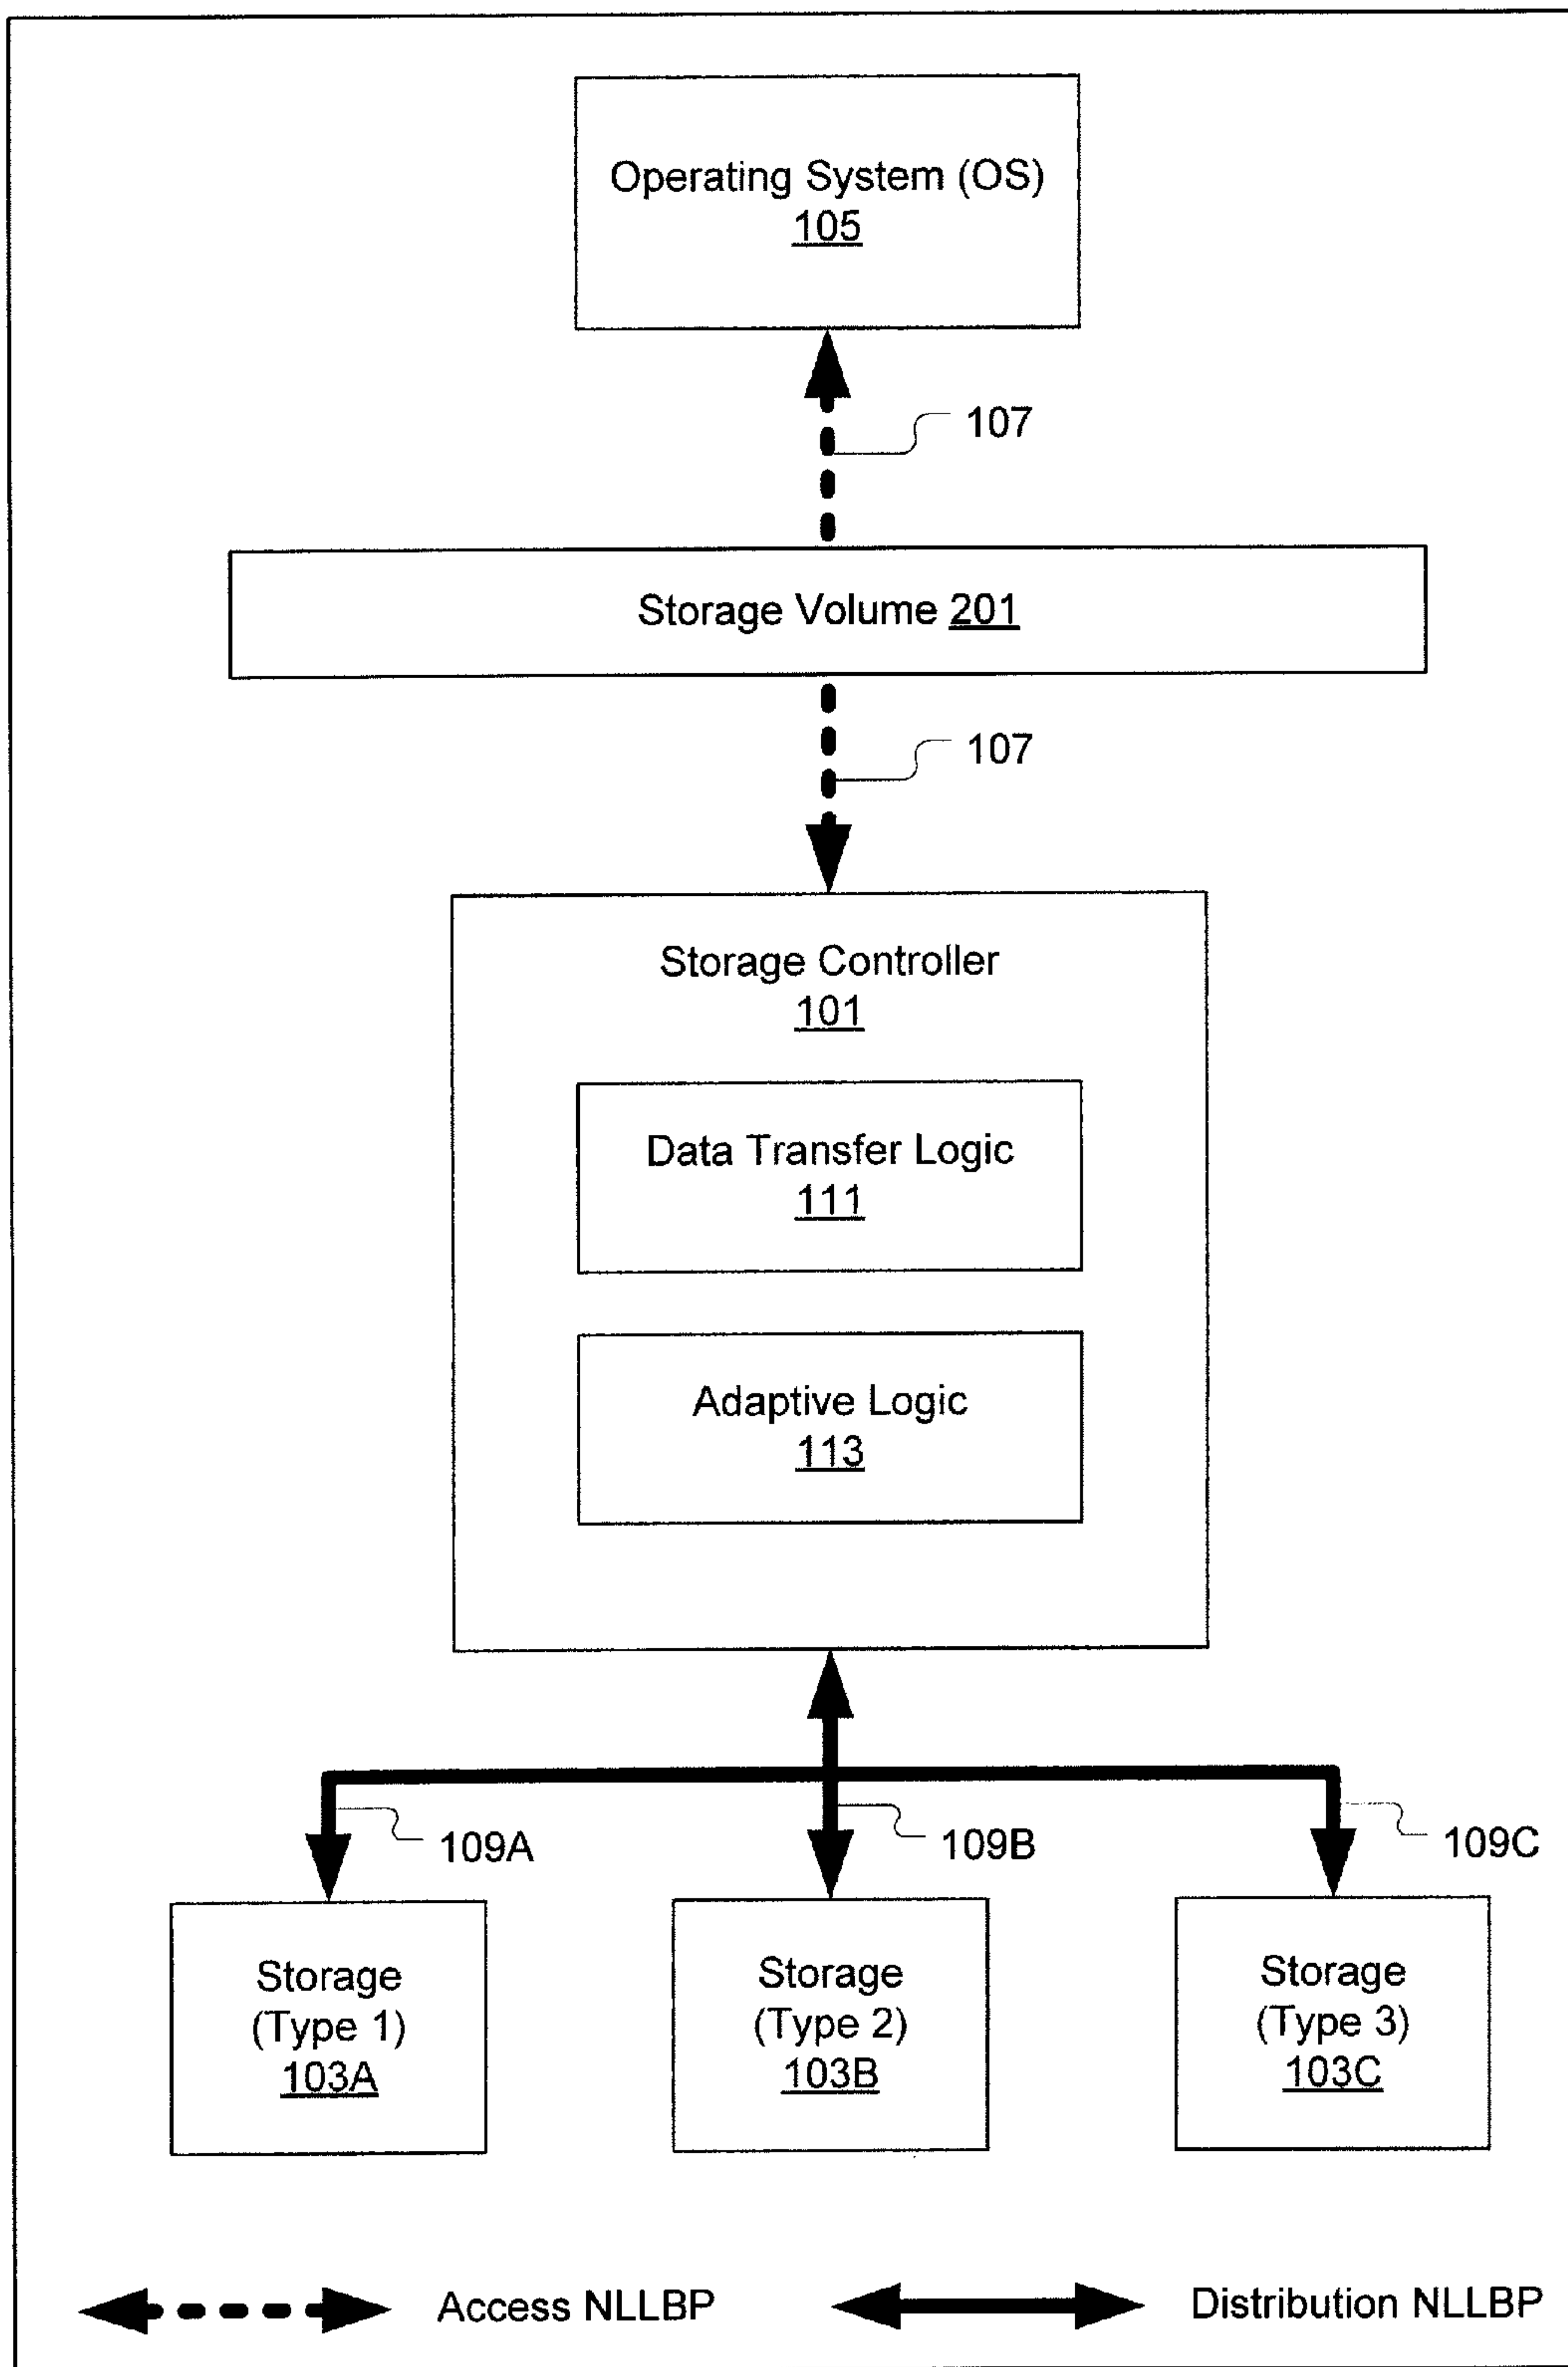 Operating System (OS)
105
107
Storage Volume 201
107
Storage Controller
101
Data Transfer Logic
111
Adaptive Logic
113
109A
109B
109C
Storage
(Type 1)
103A
Storage
(Type 2)
103B
Storage
(Type 3)
103C
Access NLLBP
Distribution NLLBP